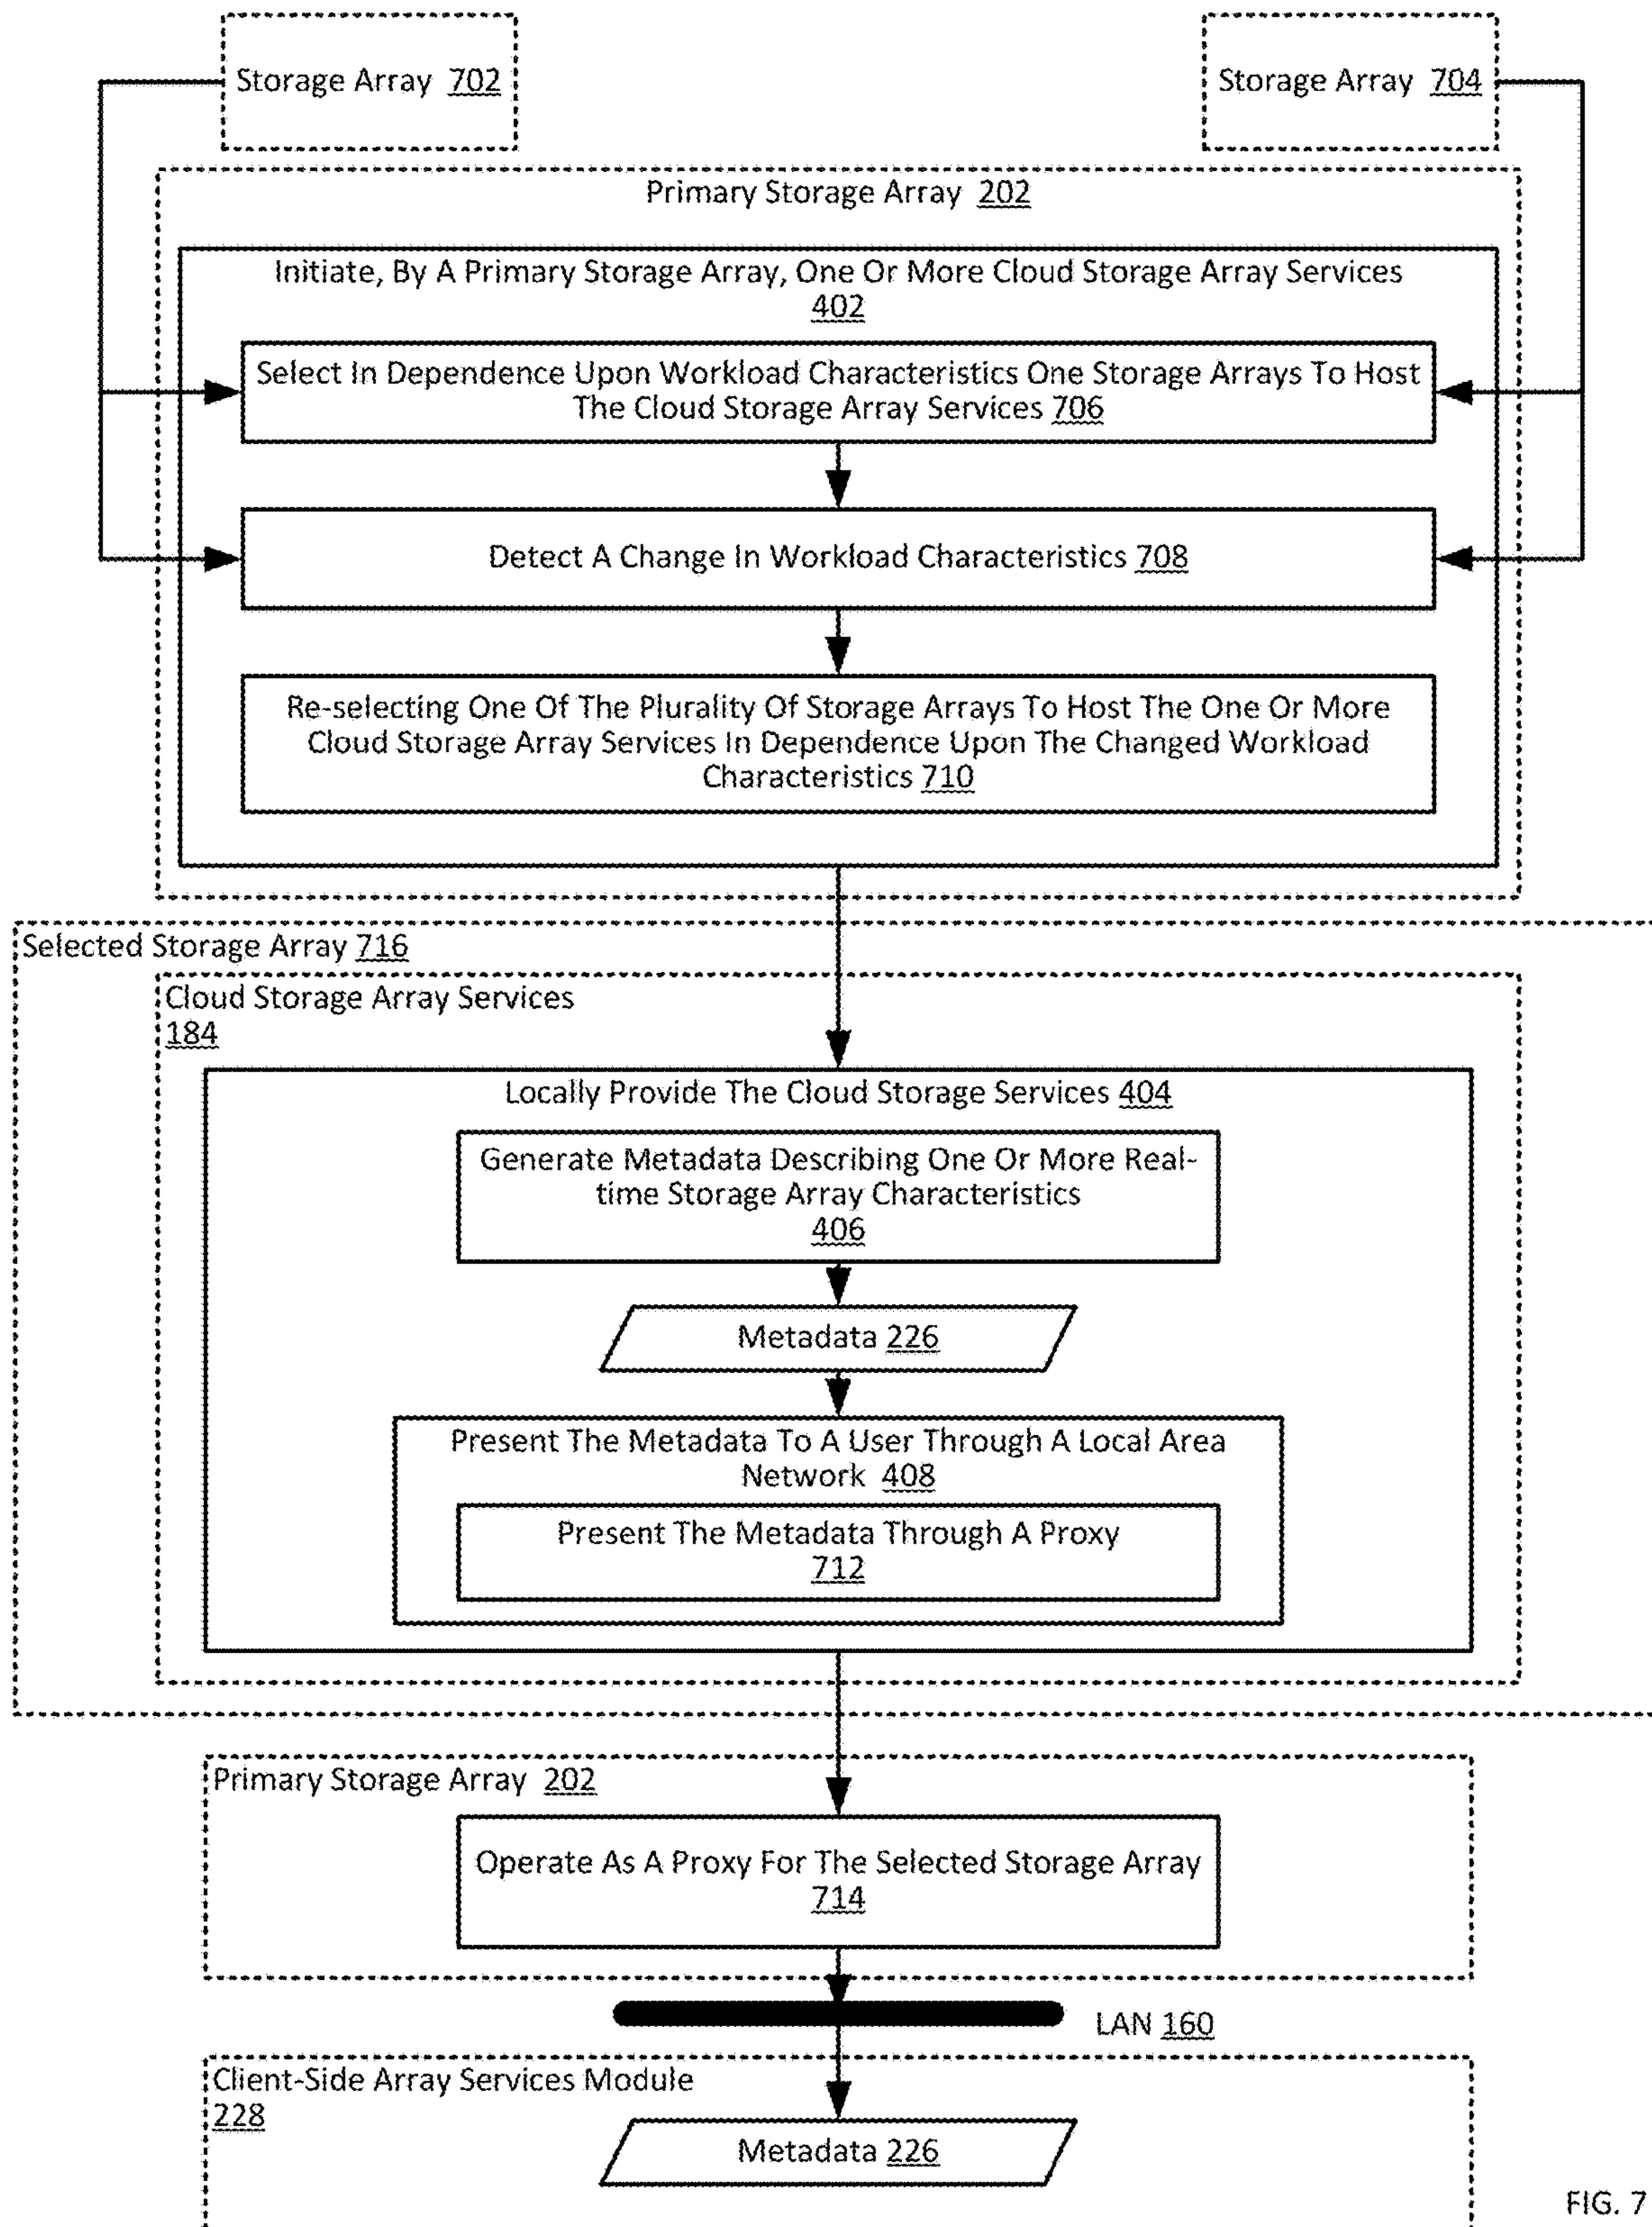 Storage Array 702
Storage Array 704
Primary Storage Array 202
Initiate, By A Primary Storage Array, One Or More Cloud Storage Array Services
402
Select In Dependence Upon Workload Characteristics One Storage Arrays To Host
The Cloud Storage Array Services 706
Detect A Change In Workload Characteristics 708
Re-selecting One Of The Plurality Of Storage Arrays To Host The One Or More
Cloud Storage Array Services In Dependence Upon The Changed Workload
Characteristics 710
Selected Storage Array 716
Cloud Storage Array Services
184
Locally Provide The Cloud Storage Services 404
Generate Metadata Describing One Or More Real-
time Storage Array Characteristics
406
Metadata 226
Present The Metadata To A User Through A Local Area
Network 408
Present The Metadata Through A Proxy
712
Primary Storage Array 202
Operate As A Proxy For The Selected Storage Array
714
LAN 160
Client-Side Array Services Module
228
Metadata 226
FIG. 7